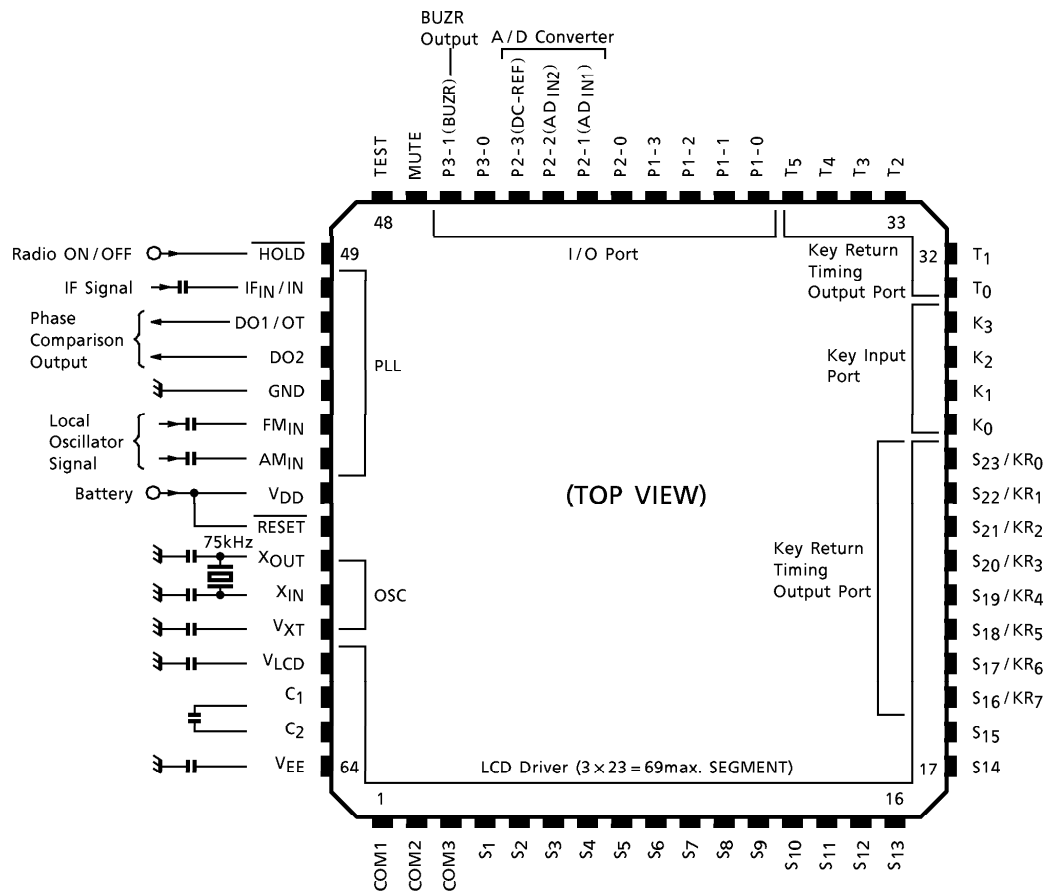 BUZR
Output
A/D Converter
TEST
MUTE
P3-1(BUZR)
P3-0
P2-3(DC-REF)
P2-2(ADIN2)
P2-1(ADIN1)
P2-0
P1-3
P1-2
P1-1
P1-0
T5
T4
T3
T2
48
33
I/O Port
Key Return
Timing
Output Port
Radio ON/OFF
HOLD
49
32
T1
IF Signal
IFIN/IN
T0
Phase
Comparison
Output
DO1/OT
K3
DO2
PLL
Key Input
Port
K2
GND
K1
Local
Oscillator
Signal
FMIN
K0
AMIN
S23/KR0
Battery
VDD
(TOP VIEW)
S22/KR1
RESET
S21/KR2
75kHz
XOUT
Key Return
Timing
Output Port
S20/KR3
XIN
OSC
S19/KR4
VXT
S18/KR5
VLCD
S17/KR6
C1
S16/KR7
C2
S15
VEE
64
LCD Driver (3×23=69max. SEGMENT)
17
S14
1
16
COM1
COM2
COM3
S1
S2
S3
S4
S5
S6
S7
S8
S9
S10
S11
S12
S13